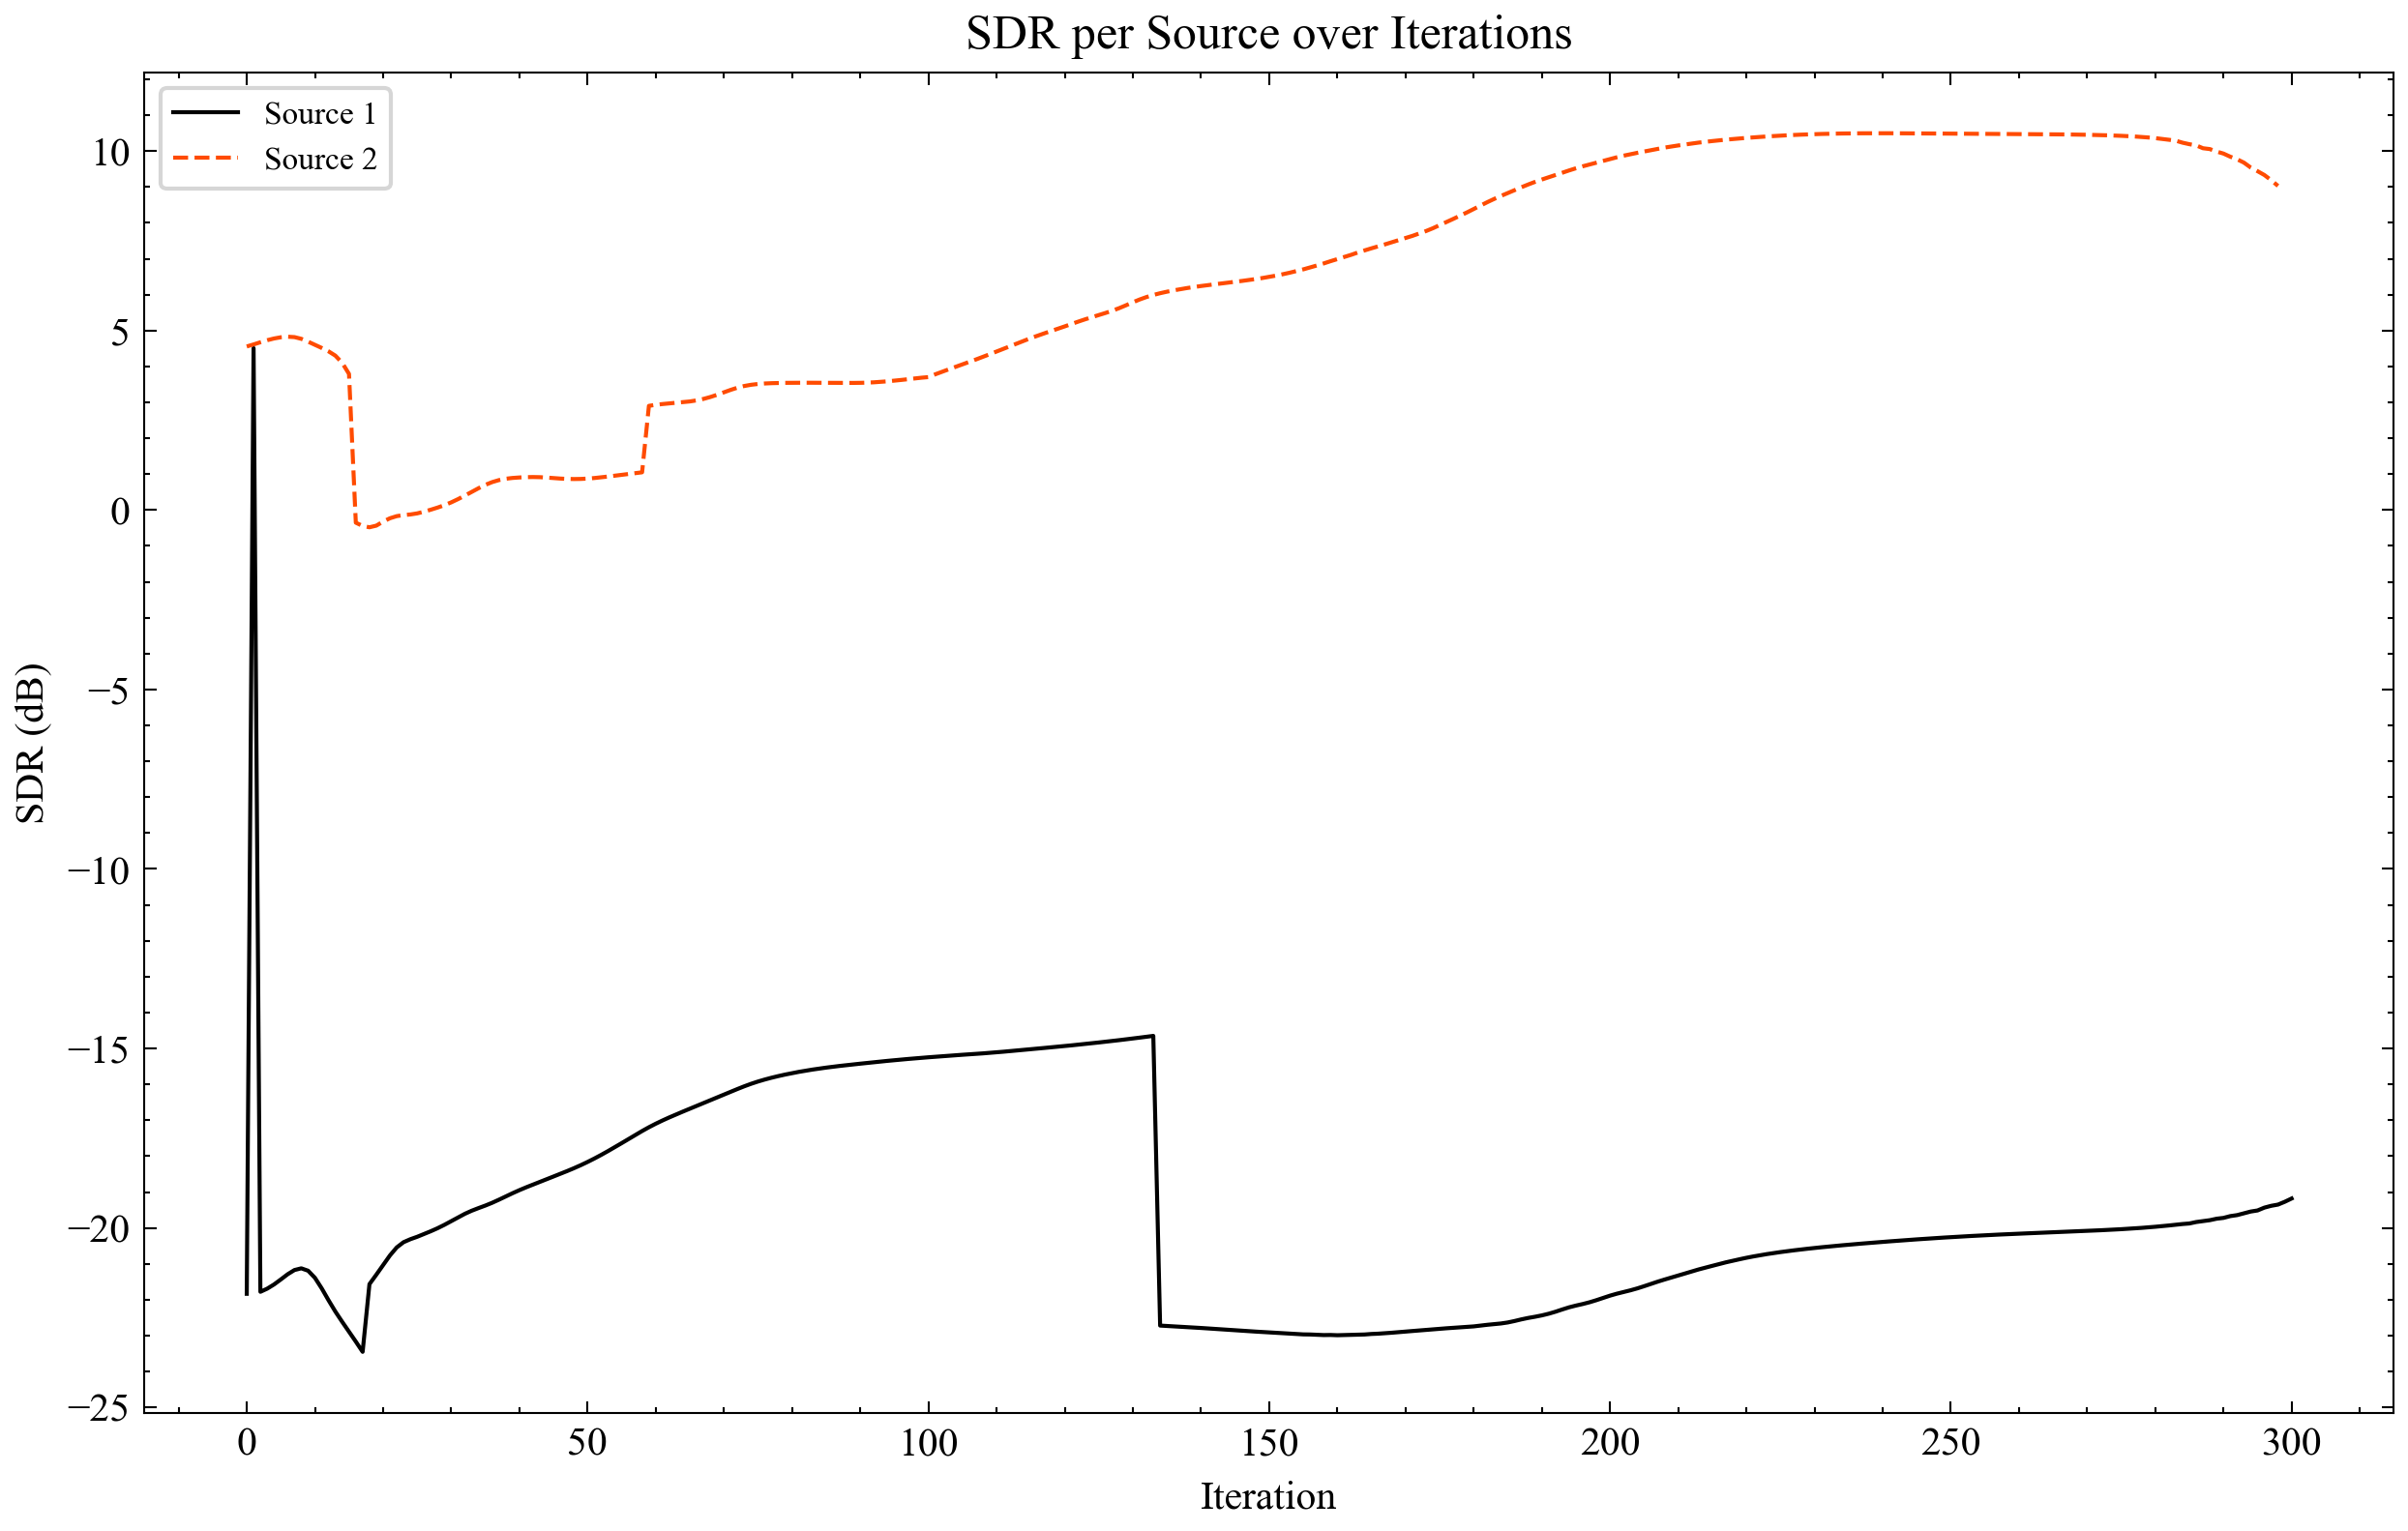 SDR per Source over Iterations
Source 1
Source 2
10
5
0
−5
−10
−15
−20
−25
SDR (dB)
0 50 100 150 200 250 300
Iteration